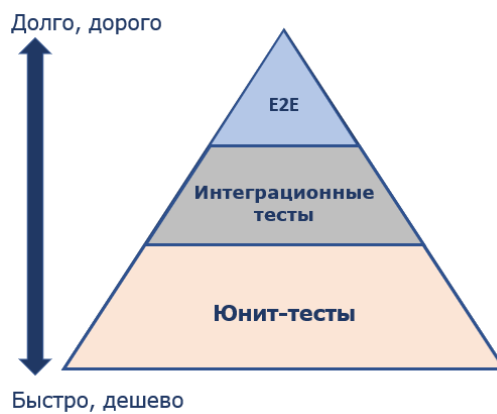 Долго, дорого
E2E
Интеграционные
тесты
Юнит-тесты
Быстро, дешево